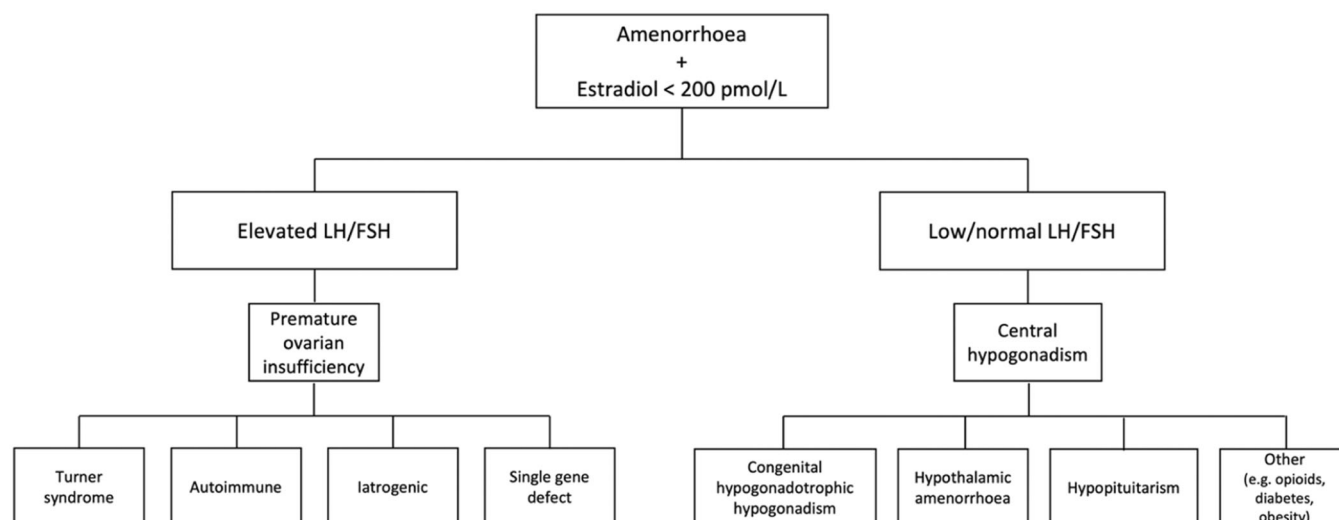 Amenorrhoea
+
Estradiol < 200 pmol/L
Elevated LH/FSH
Low/normal LH/FSH
Premature
ovarian
insufficiency
Central
hypogonadism
Turner
syndrome
Autoimmune
Iatrogenic
Single gene
defect
Congenital
hypogonadotrophic
hypogonadism
Hypothalamic
amenorrhoea
Hypopituitarism
Other
(e.g. opioids,
diabetes,
obesity)